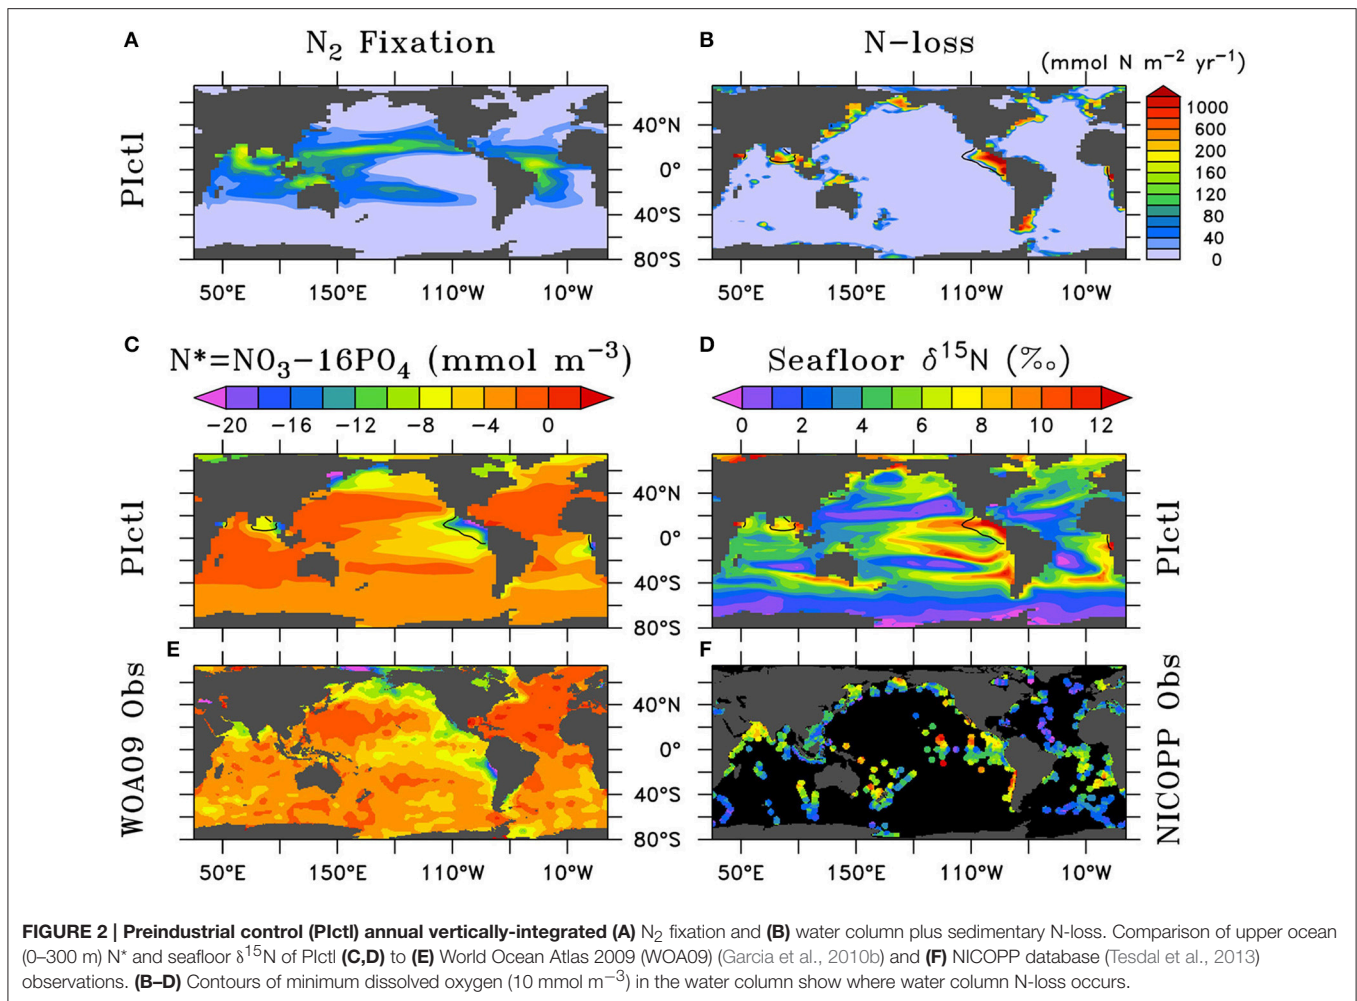 A N₂ Fixation
B N-loss
(mmol N m⁻² yr⁻¹)
PIctl
40°N
0°
40°S
80°S
1000
600
200
160
120
80
40
0
50°E 150°E 110°W 10°W
50°E 150°E 110°W 10°W
C N*=NO₃−16PO₄ (mmol m⁻³)
D Seafloor δ¹⁵N (‰)
−20 −16 −12 −8 −4 0
0 2 4 6 8 10 12
PIctl
40°N
0°
40°S
80°S
PIctl
E
F
WOA09 Obs
40°N
0°
40°S
80°S
NICOPP Obs
50°E 150°E 110°W 10°W
50°E 150°E 110°W 10°W
FIGURE 2 | Preindustrial control (PIctl) annual vertically-integrated (A) N₂ fixation and (B) water column plus sedimentary N-loss. Comparison of upper ocean
(0–300 m) N* and seafloor δ¹⁵N of PIctl (C,D) to (E) World Ocean Atlas 2009 (WOA09) (Garcia et al., 2010b) and (F) NICOPP database (Tesdal et al., 2013)
observations. (B–D) Contours of minimum dissolved oxygen (10 mmol m⁻³) in the water column show where water column N-loss occurs.